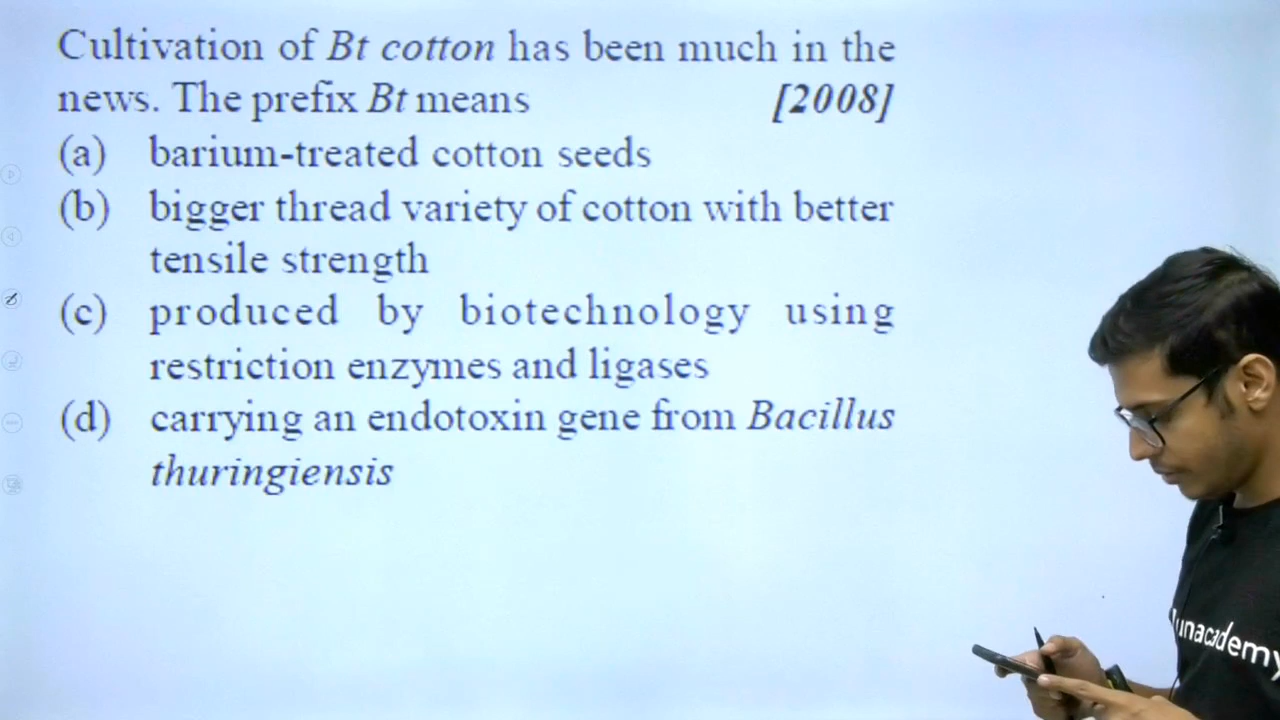 Cultivation of Bt cotton has been much in the
news. The prefix Bt means [2008]
(a) barium-treated cotton seeds
(b) bigger thread variety of cotton with better
tensile strength
(c) produced by biotechnology using
restriction enzymes and ligases
(d) carrying an endotoxin gene from Bacillus
thuringiensis
unacademy